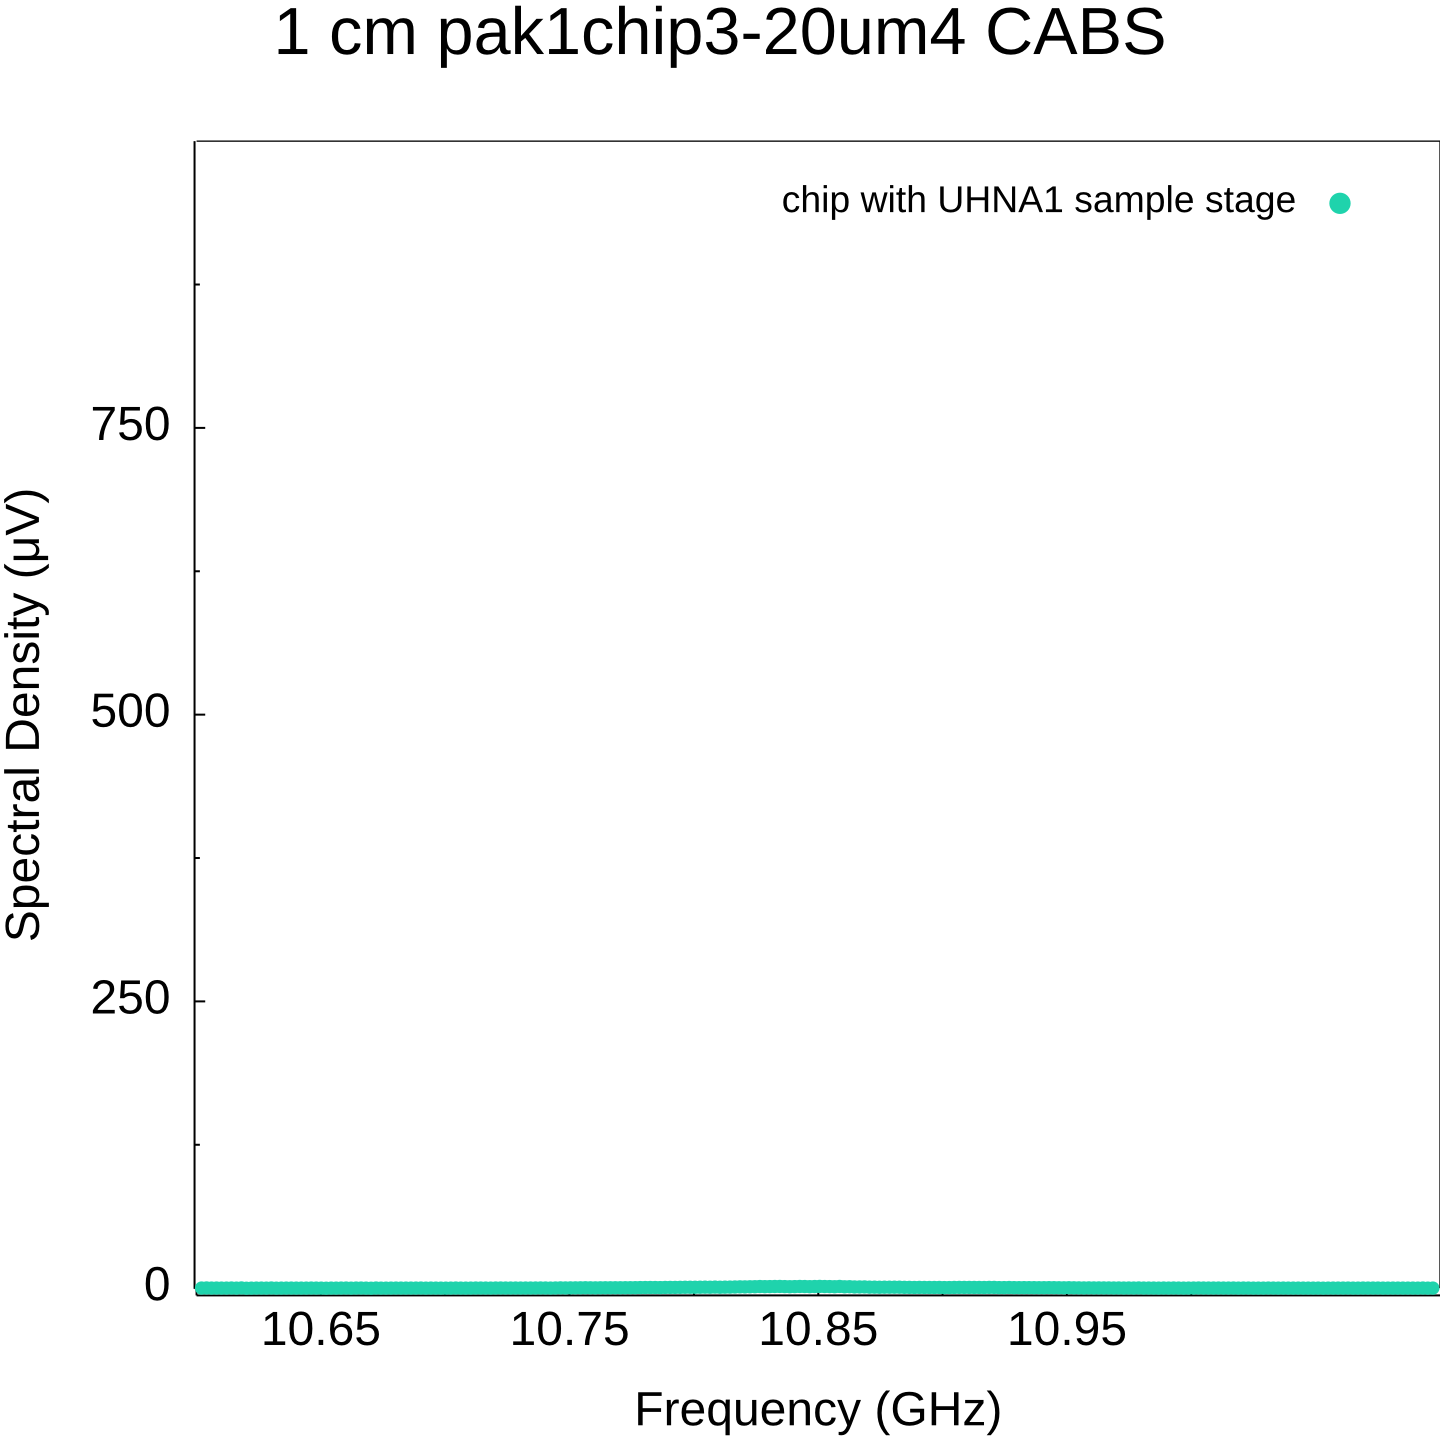 1 cm pak1chip3-20um4 CABS
chip with UHNA1 sample stage
750
500
250
0
Spectral Density (μV)
10.65 10.75 10.85 10.95
Frequency (GHz)